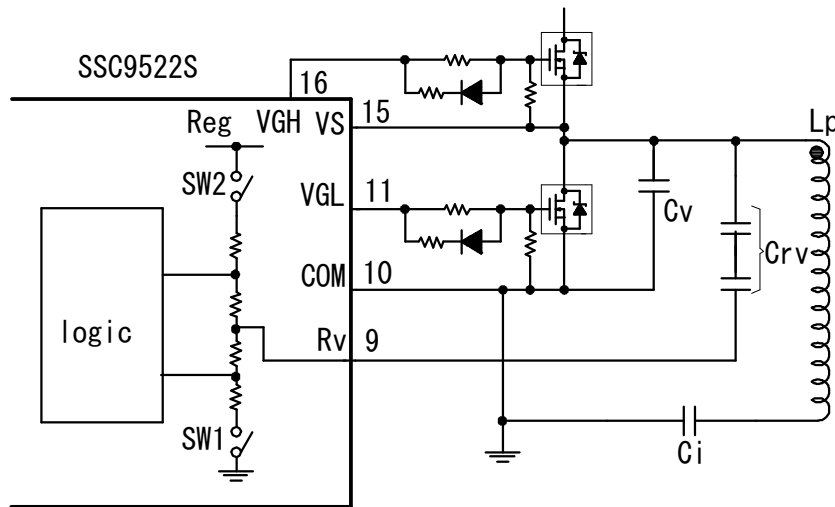 SSC9522S
16
15
Reg
VGH
VS
Lp
SW2
VGL
11
Cv
Crv
COM
10
logic
Rv
9
SW1
Ci